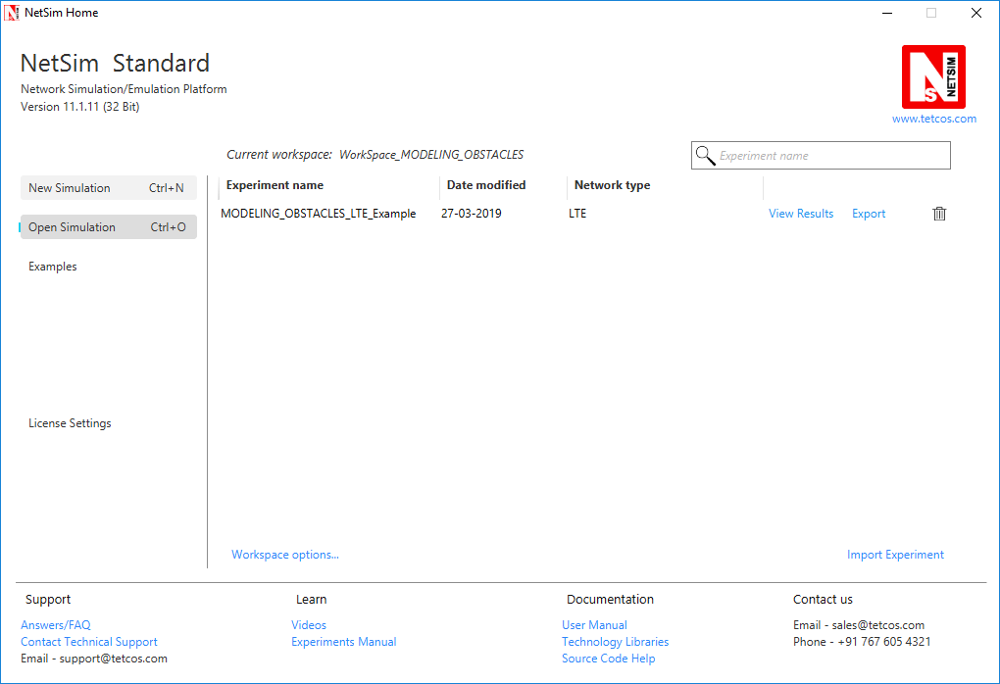 NetSim Home
NetSim Standard
Network Simulation/Emulation Platform
Version 11.1.11 (32 Bit)
NETSIM
N
S
www.tetcos.com
Current workspace: WorkSpace_MODELING_OBSTACLES
Experiment name
New Simulation Ctrl+N
Open Simulation Ctrl+O
Examples
License Settings
Experiment name Date modified Network type
MODELING_OBSTACLES_LTE_Example 27-03-2019 LTE View Results Export
Workspace options... Import Experiment
Support
Answers/FAQ
Contact Technical Support
Email - support@tetcos.com
Learn
Videos
Experiments Manual
Documentation
User Manual
Technology Libraries
Source Code Help
Contact us
Email - sales@tetcos.com
Phone - +91 767 605 4321